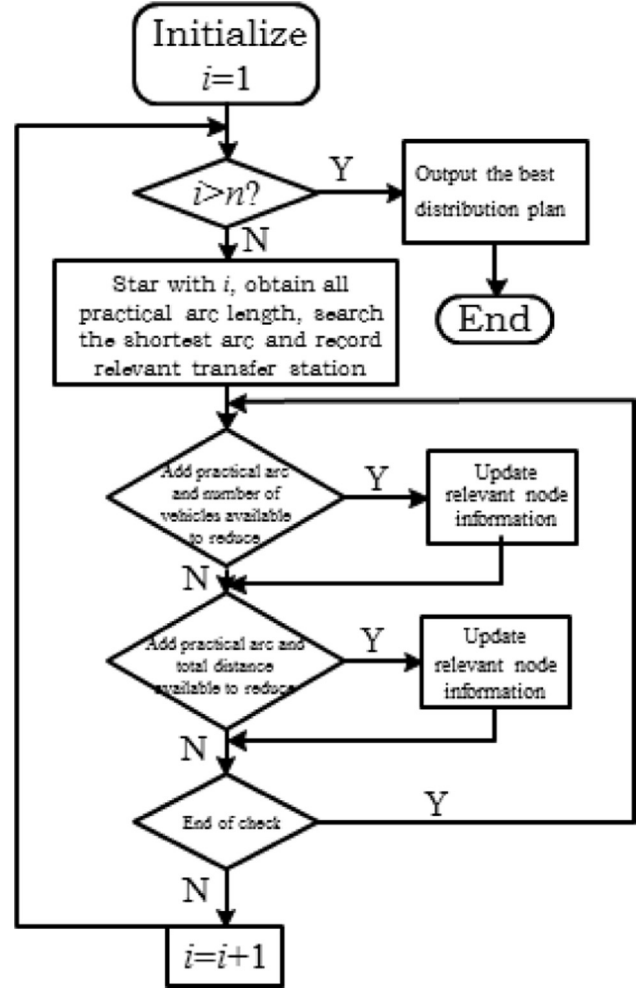 Initialize
i=1
i>n?
Y
Output the best
distribution plan
N
End
Star with i, obtain all
practical arc length, search
the shortest arc and record
relevant transfer station
Add practical arc
and number of
vehicles available
to reduce
Y
Update
relevant node
information
N
Add practical arc and
total distance
available to reduce
Y
Update
relevant node
information
N
End of check
Y
N
i=i+1